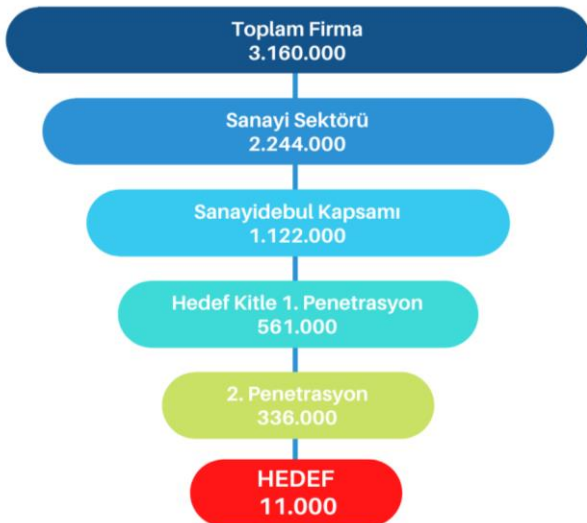 Toplam Firma
3.160.000
Sanayi Sektörü
2.244.000
Sanayidebul Kapsamı
1.122.000
Hedef Kitle 1. Penetrasyon
561.000
2. Penetrasyon
336.000
HEDEF
11.000